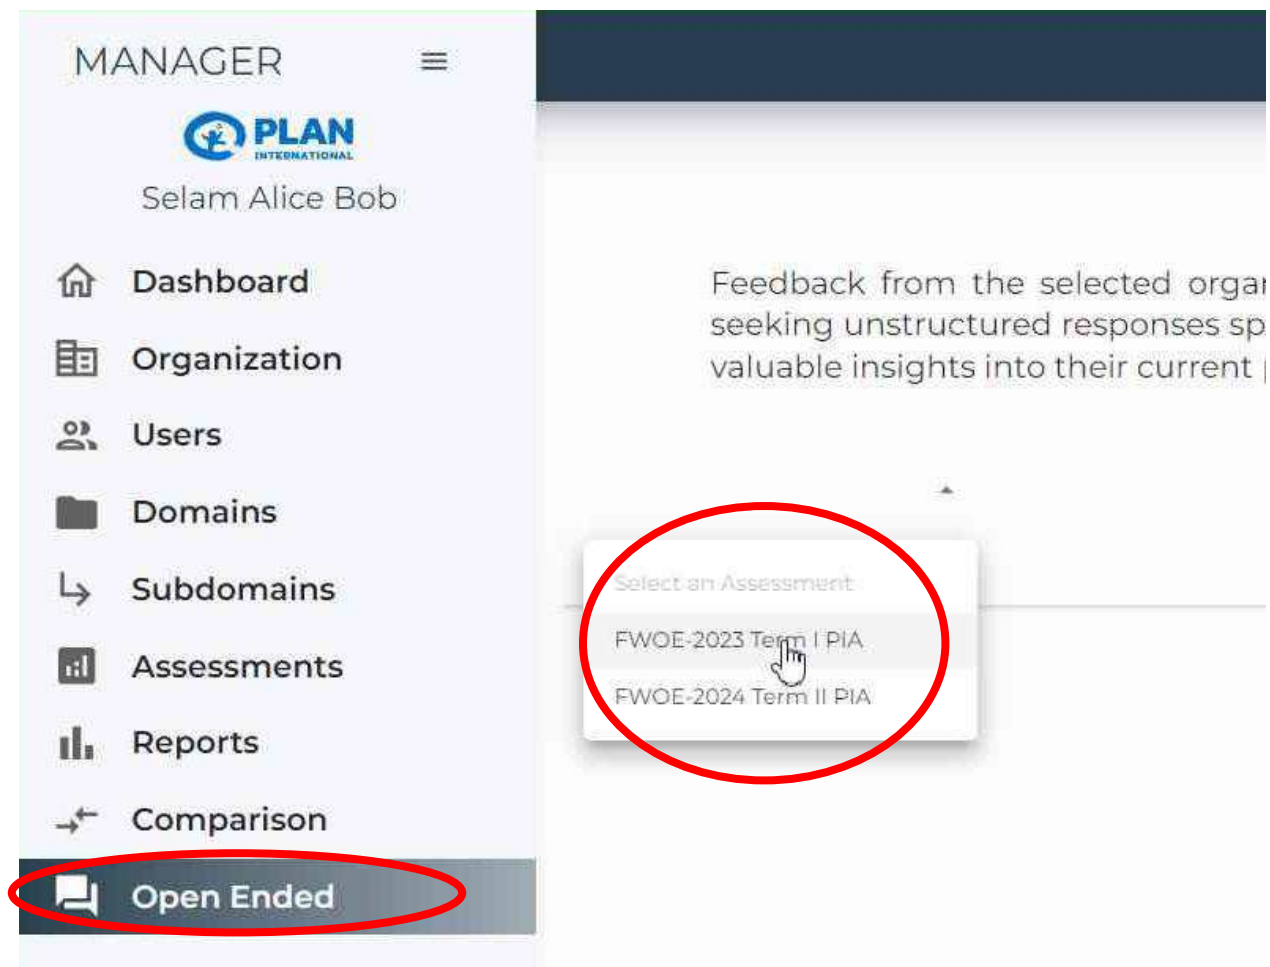 MANAGER
PLAN
INTERNATIONAL
Selam Alice Bob
Dashboard
Organization
Users
Domains
Subdomains
Assessments
Reports
Comparison
Open Ended
Feedback from the selected orga
seeking unstructured responses sp
valuable insights into their current
Select an Assessment
FWOE-2023 Term I PIA
FWOE-2024 Term II PIA